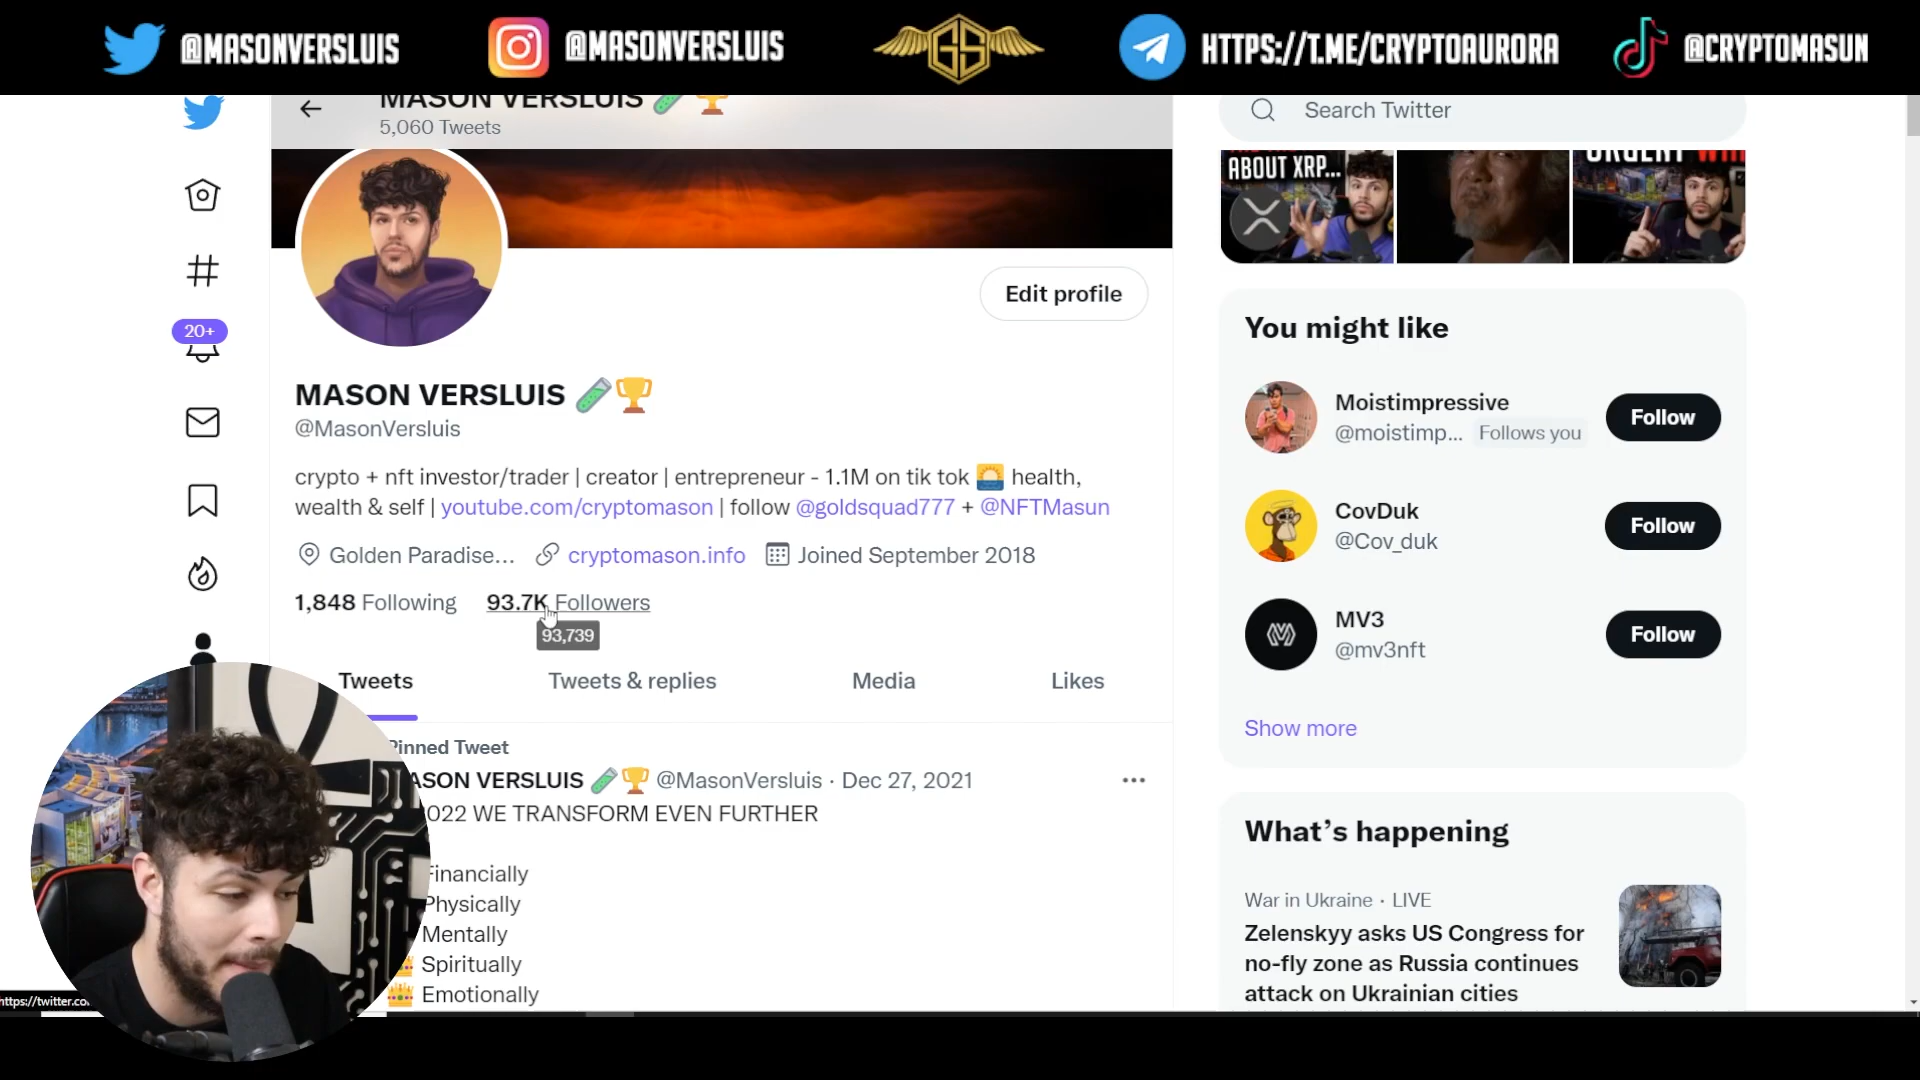 @MASONVERSLUIS
@MASONVERSLUIS
GS
HTTPS://T.ME/CRYPTOAURORA
@CRYPTOMASUN
MASON VERSLUIS
5,060 Tweets
Search Twitter
ABOUT XRP...
20+
Edit profile
MASON VERSLUIS
@MasonVersluis
crypto + nft investor/trader | creator | entrepreneur - 1.1M on tik tok health,
wealth & self | youtube.com/cryptomason | follow @goldsquad777 + @NFTMasun
Golden Paradise... cryptomason.info Joined September 2018
1,848 Following 93.7K Followers
93,739
Tweets Tweets & replies Media Likes
Pinned Tweet
ASON VERSLUIS @MasonVersluis · Dec 27, 2021
022 WE TRANSFORM EVEN FURTHER
Financially
Physically
Mentally
Spiritually
Emotionally
You might like
Moistimpressive
@moistimp... Follows you
Follow
CovDuk
@Cov_duk
Follow
MV3
@mv3nft
Follow
Show more
What's happening
War in Ukraine · LIVE
Zelenskyy asks US Congress for
no-fly zone as Russia continues
attack on Ukrainian cities
https://twitter.co